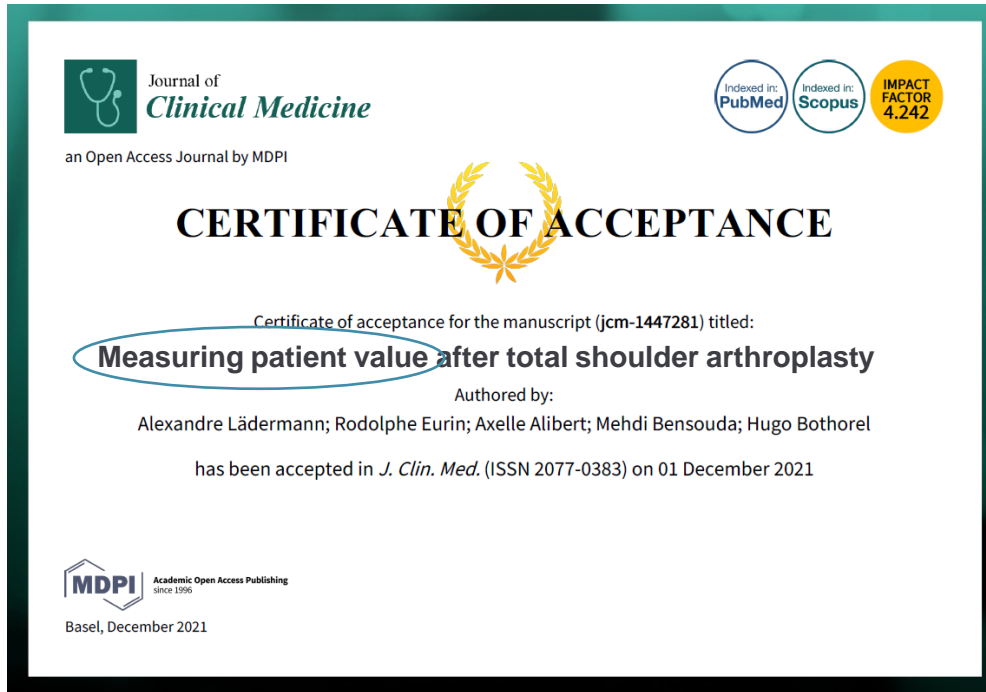 Journal of
Clinical Medicine
Indexed in:
PubMed
Indexed in:
Scopus
IMPACT
FACTOR
4.242
an Open Access Journal by MDPI
CERTIFICATE OF ACCEPTANCE
Certificate of acceptance for the manuscript (jcm-1447281) titled:
Measuring patient value after total shoulder arthroplasty
Authored by:
Alexandre Lädermann; Rodolphe Eurin; Axelle Alibert; Mehdi Bensouda; Hugo Bothorel
has been accepted in J. Clin. Med. (ISSN 2077-0383) on 01 December 2021
MDPI
Academic Open Access Publishing
since 1996
Basel, December 2021